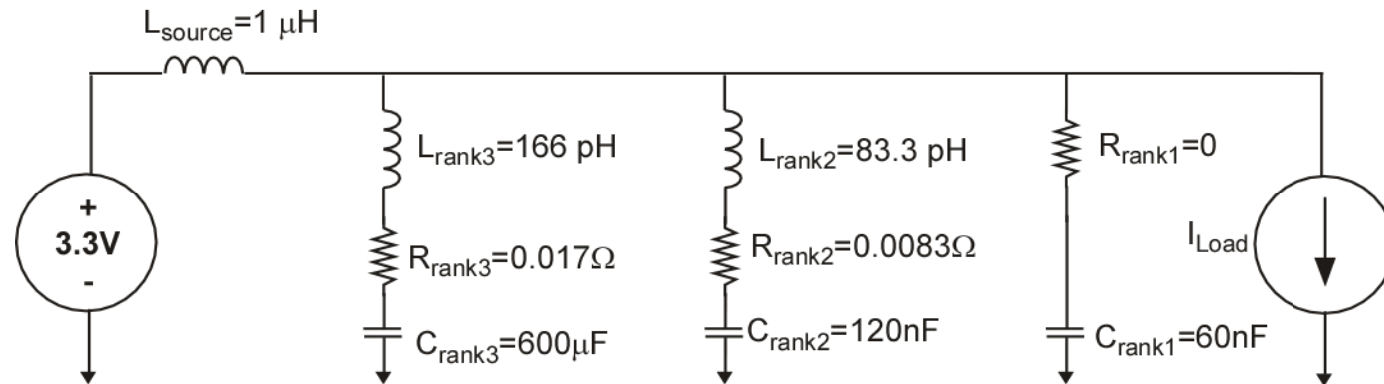 Lsource=1 μH
+
3.3V
-
Lrank3=166 pH
Rrank3=0.017Ω
Crank3=600μF
Lrank2=83.3 pH
Rrank2=0.0083Ω
Crank2=120nF
Rrank1=0
Crank1=60nF
ILoad